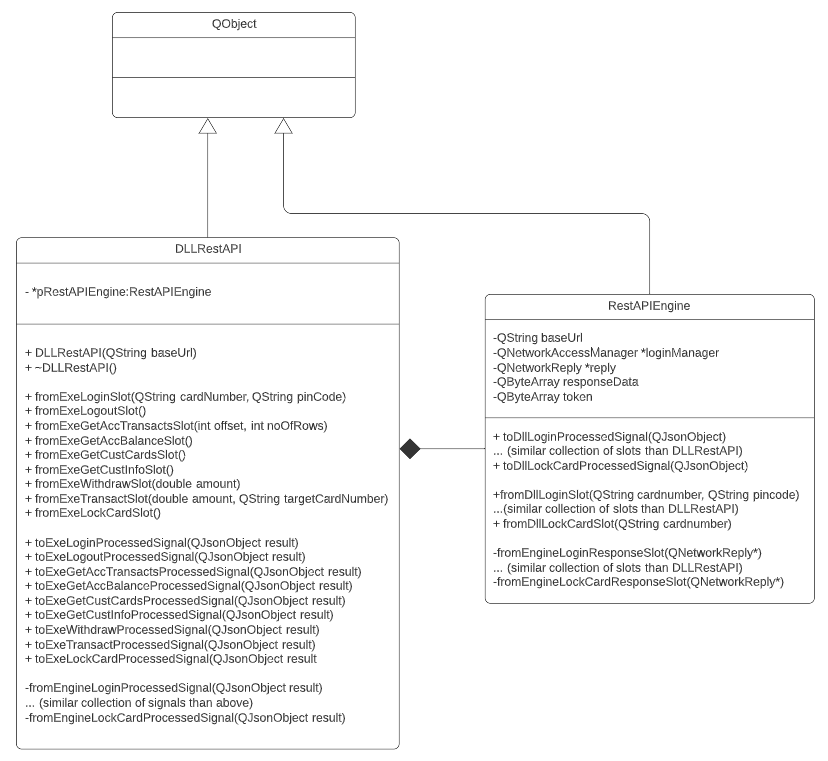 QObject
DLLRestAPI
- *pRestAPIEngine:RestAPIEngine
+ DLLRestAPI(QString baseUrl)
+ ~DLLRestAPI()
+ fromExeLoginSlot(QString cardNumber, QString pinCode)
+ fromExeLogoutSlot()
+ fromExeGetAccTransactsSlot(int offset, int noOfRows)
+ fromExeGetAccBalanceSlot()
+ fromExeGetCustCardsSlot()
+ fromExeGetCustInfoSlot()
+ fromExeWithdrawSlot(double amount)
+ fromExeTransactSlot(double amount, QString targetCardNumber)
+ fromExeLockCardSlot()
+ toExeLoginProcessedSignal(QJsonObject result)
+ toExeLogoutProcessedSignal(QJsonObject result)
+ toExeGetAccTransactsProcessedSignal(QJsonObject result)
+ toExeGetAccBalanceProcessedSignal(QJsonObject result)
+ toExeGetCustCardsProcessedSignal(QJsonObject result)
+ toExeGetCustInfoProcessedSignal(QJsonObject result)
+ toExeWithdrawProcessedSignal(QJsonObject result)
+ toExeTransactProcessedSignal(QJsonObject result)
+ toExeLockCardProcessedSignal(QJsonObject result
-fromEngineLoginProcessedSignal(QJsonObject result)
... (similar collection of signals than above)
-fromEngineLockCardProcessedSignal(QJsonObject result)
RestAPIEngine
-QString baseUrl
-QNetworkAccessManager *loginManager
-QNetworkReply *reply
-QByteArray responseData
-QByteArray token
+ toDllLoginProcessedSignal(QJsonObject)
... (similar collection of slots than DLLRestAPI)
+ toDllLockCardProcessedSignal(QJsonObject)
+fromDllLoginSlot(QString cardnumber, QString pincode)
...(similar collection of slots than DLLRestAPI)
+ fromDllLockCardSlot(QString cardnumber)
-fromEngineLoginResponseSlot(QNetworkReply*)
... (similar collection of slots than DLLRestAPI)
-fromEngineLockCardResponseSlot(QNetworkReply*)